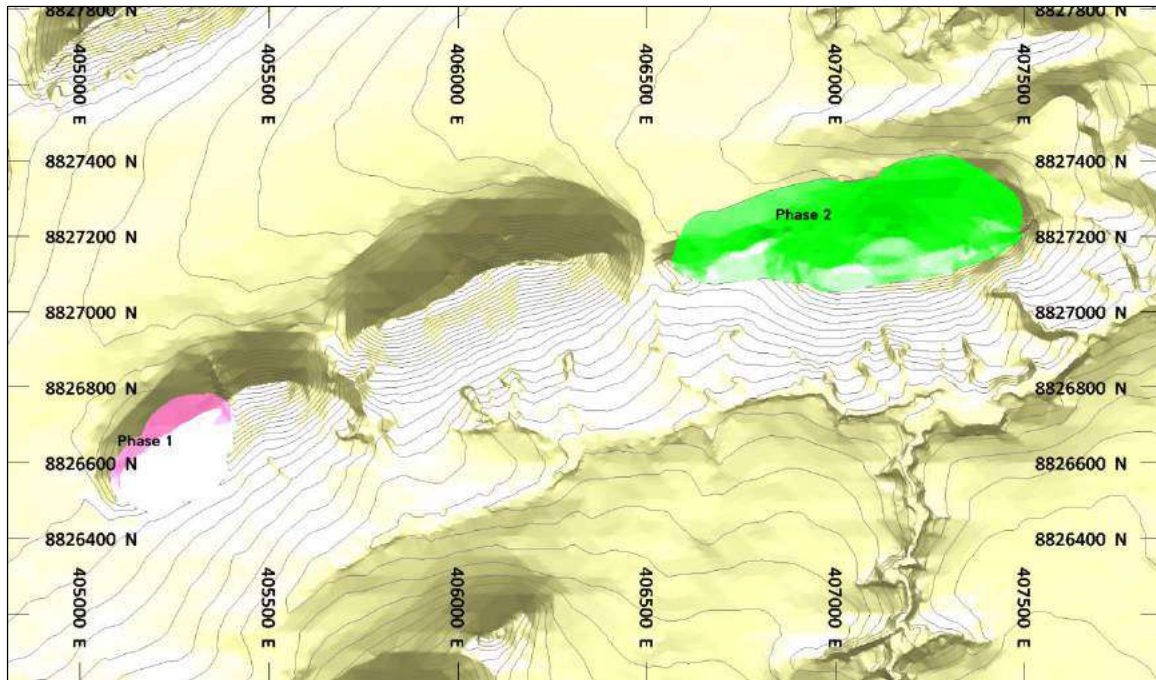 8827800 N
8827800 N
405000 E
405500 E
406000 E
406500 E
407000 E
407500 E
8827400 N
8827400 N
Phase 2
8827200 N
8827200 N
8827000 N
8827000 N
8826800 N
8826800 N
Phase 1
8826600 N
8826600 N
8826400 N
8826400 N
405000 E
405500 E
406000 E
406500 E
407000 E
407500 E